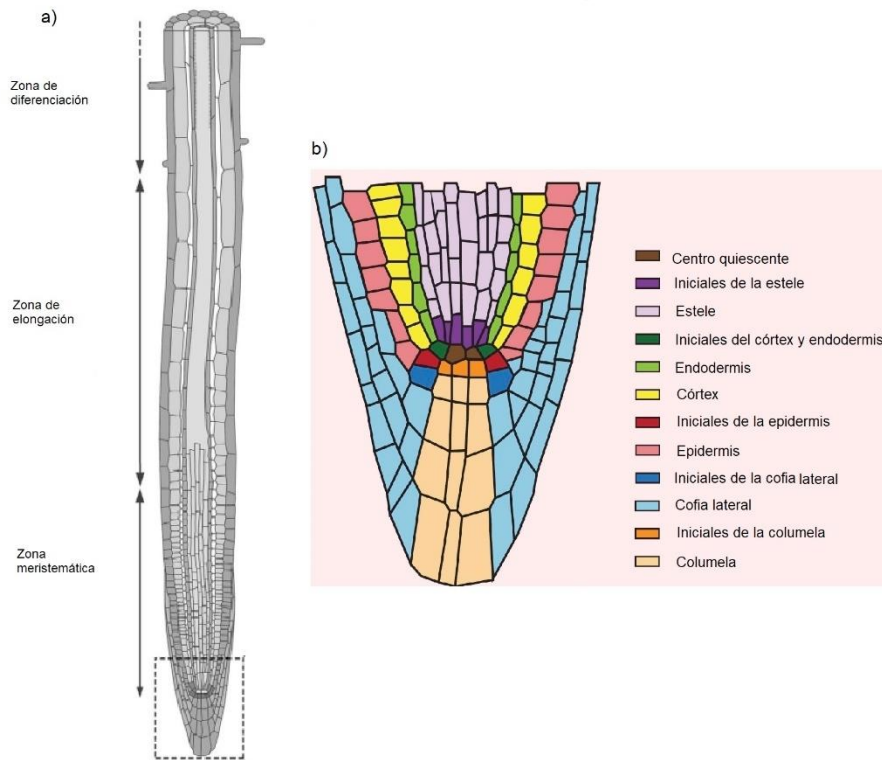 a)
Zona de
diferenciación
Zona de
elongación
Zona
meristemática
b)
Centro quiescente
Iniciales de la estele
Estele
Iniciales del córtex y endodermis
Endodermis
Córtex
Iniciales de la epidermis
Epidermis
Iniciales de la cofia lateral
Cofia lateral
Iniciales de la columela
Columela